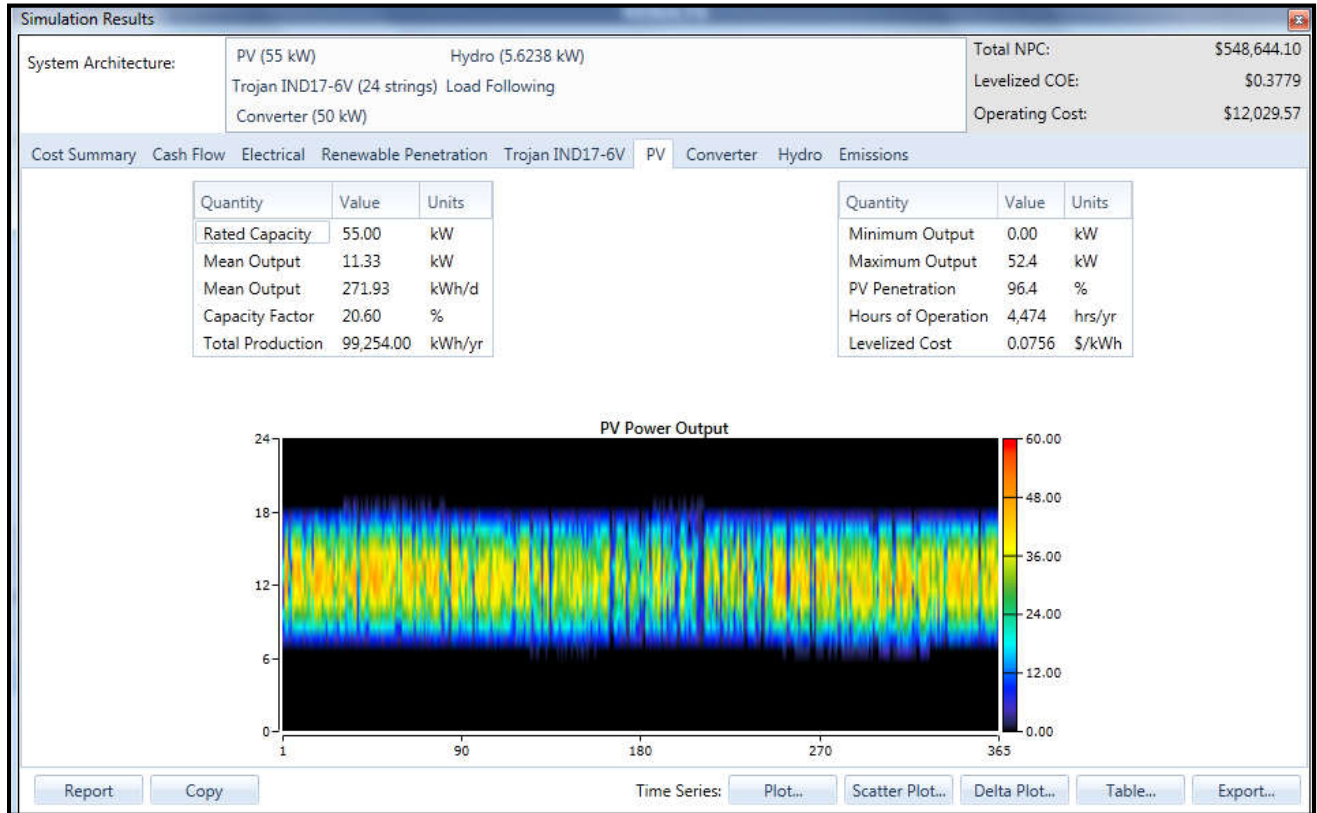 Simulation Results
System Architecture:
PV (55 kW) Hydro (5.6238 kW)
Trojan IND17-6V (24 strings) Load Following
Converter (50 kW)
Total NPC: $548,644.10
Levelized COE: $0.3779
Operating Cost: $12,029.57
Cost Summary Cash Flow Electrical Renewable Penetration Trojan IND17-6V PV Converter Hydro Emissions
Quantity Value Units
Rated Capacity 55.00 kW
Mean Output 11.33 kW
Mean Output 271.93 kWh/d
Capacity Factor 20.60 %
Total Production 99,254.00 kWh/yr
Quantity Value Units
Minimum Output 0.00 kW
Maximum Output 52.4 kW
PV Penetration 96.4 %
Hours of Operation 4,474 hrs/yr
Levelized Cost 0.0756 $/kWh
PV Power Output
24
18
12
6
0
1 90 180 270 365
60.00
48.00
36.00
24.00
12.00
0.00
Report Copy Time Series: Plot... Scatter Plot... Delta Plot... Table... Export...